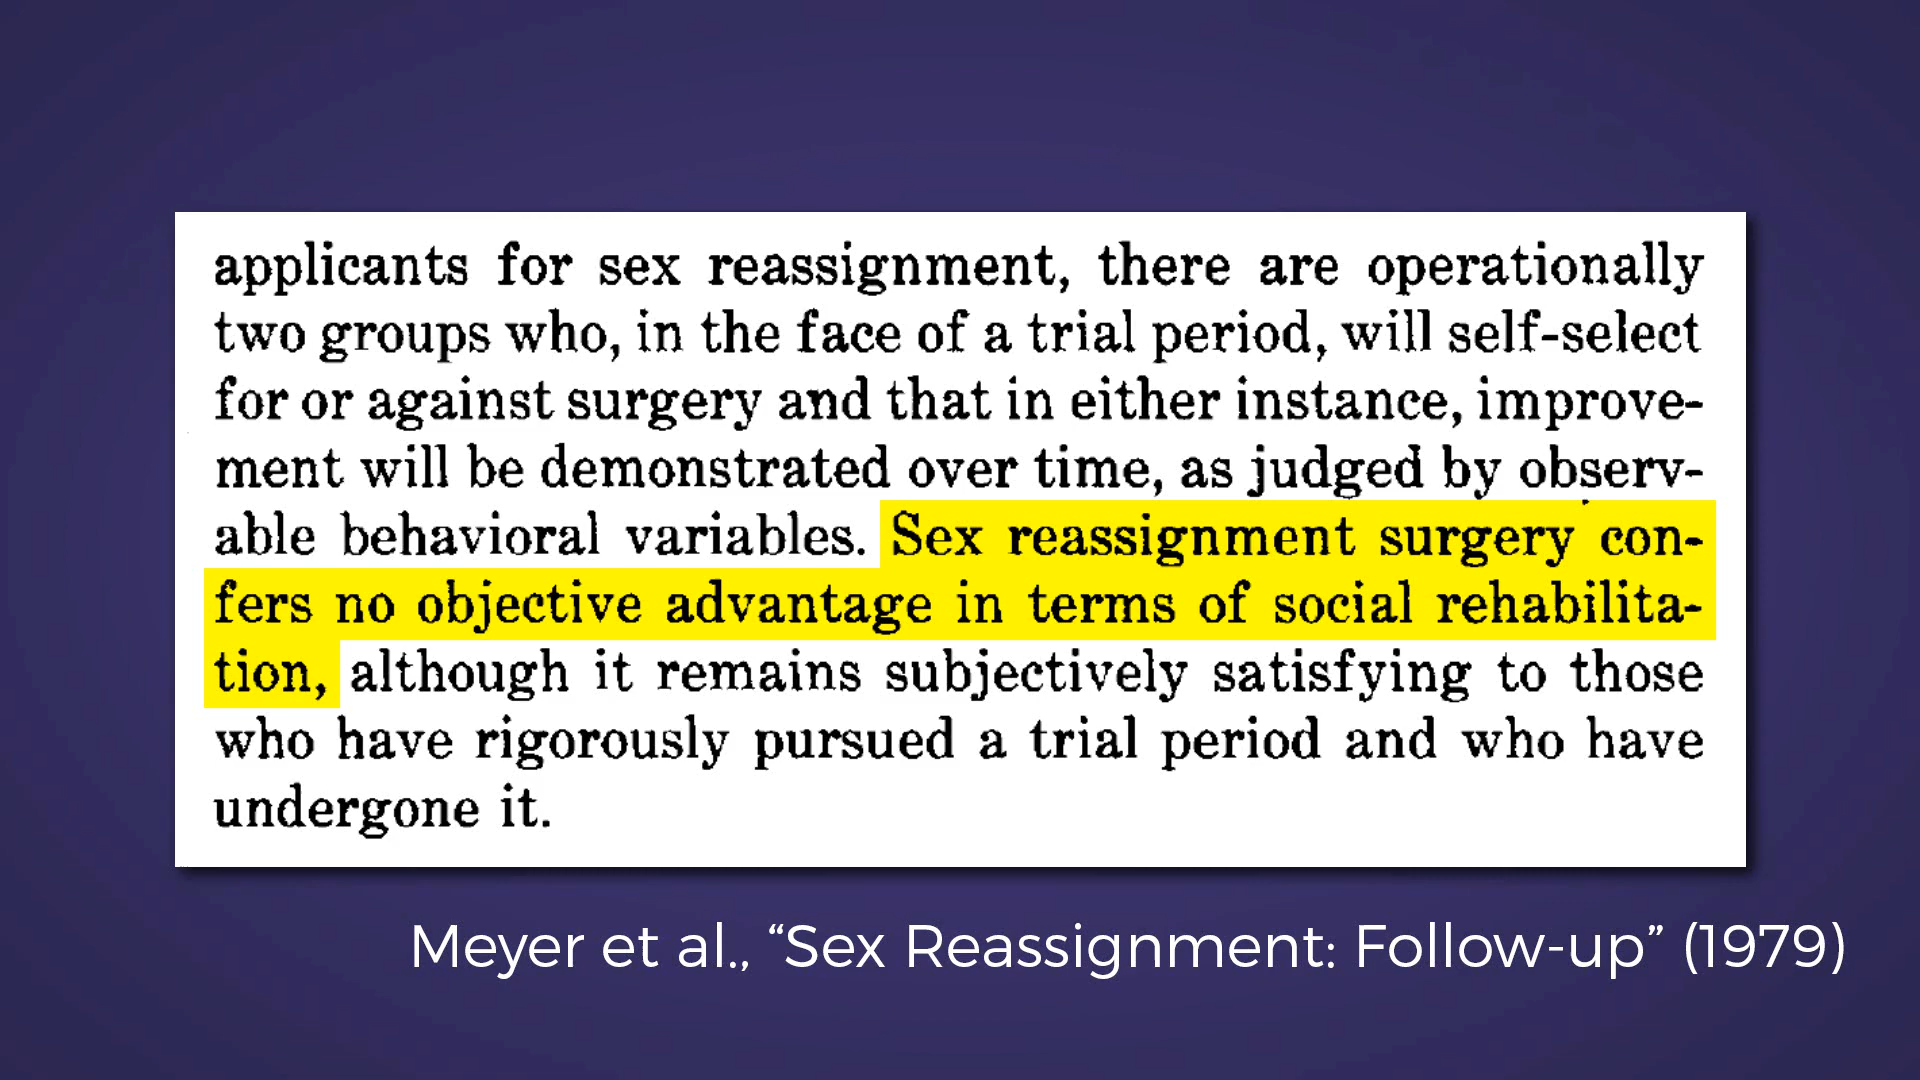 applicants for sex reassignment, there are operationally
two groups who, in the face of a trial period, will self-select
for or against surgery and that in either instance, improve-
ment will be demonstrated over time, as judged by observ-
able behavioral variables. Sex reassignment surgery con-
fers no objective advantage in terms of social rehabilita-
tion, although it remains subjectively satisfying to those
who have rigorously pursued a trial period and who have
undergone it.
Meyer et al., “Sex Reassignment: Follow-up” (1979)